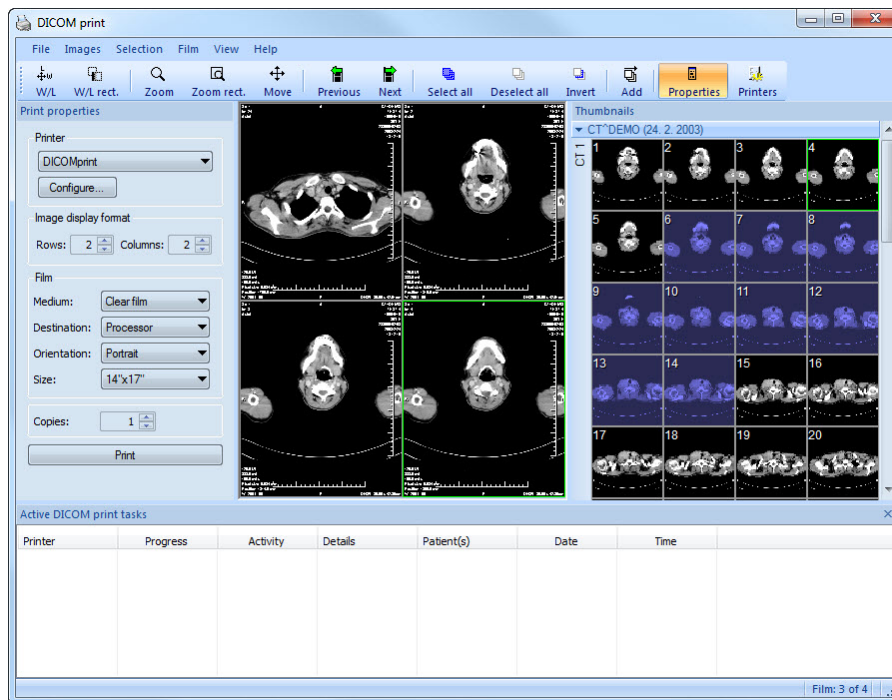 DICOM print
File Images Selection Film View Help
W/L W/L rect. Zoom Zoom rect. Move Previous Next Select all Deselect all Invert Add Properties Printers
Print properties
Printer
DICOMprint
Configure...
Image display format
Rows: 2 Columns: 2
Film
Medium: Clear film
Destination: Processor
Orientation: Portrait
Size: 14"x17"
Copies: 1
Print
Thumbnails
CT^DEMO (24. 2. 2003)
CT 1
1 2 3 4
5 6 7 8
9 10 11 12
13 14 15 16
17 18 19 20
Active DICOM print tasks
Printer Progress Activity Details Patient(s) Date Time
Film: 3 of 4